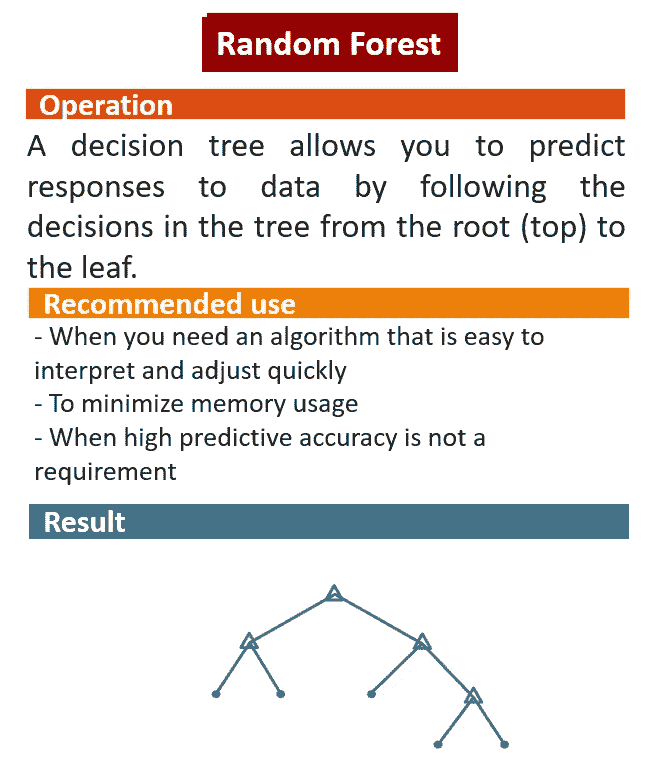 Random Forest
Operation
A decision tree allows you to predict
responses to data by following the
decisions in the tree from the root (top) to
the leaf.
Recommended use
- When you need an algorithm that is easy to
interpret and adjust quickly
- To minimize memory usage
- When high predictive accuracy is not a
requirement
Result